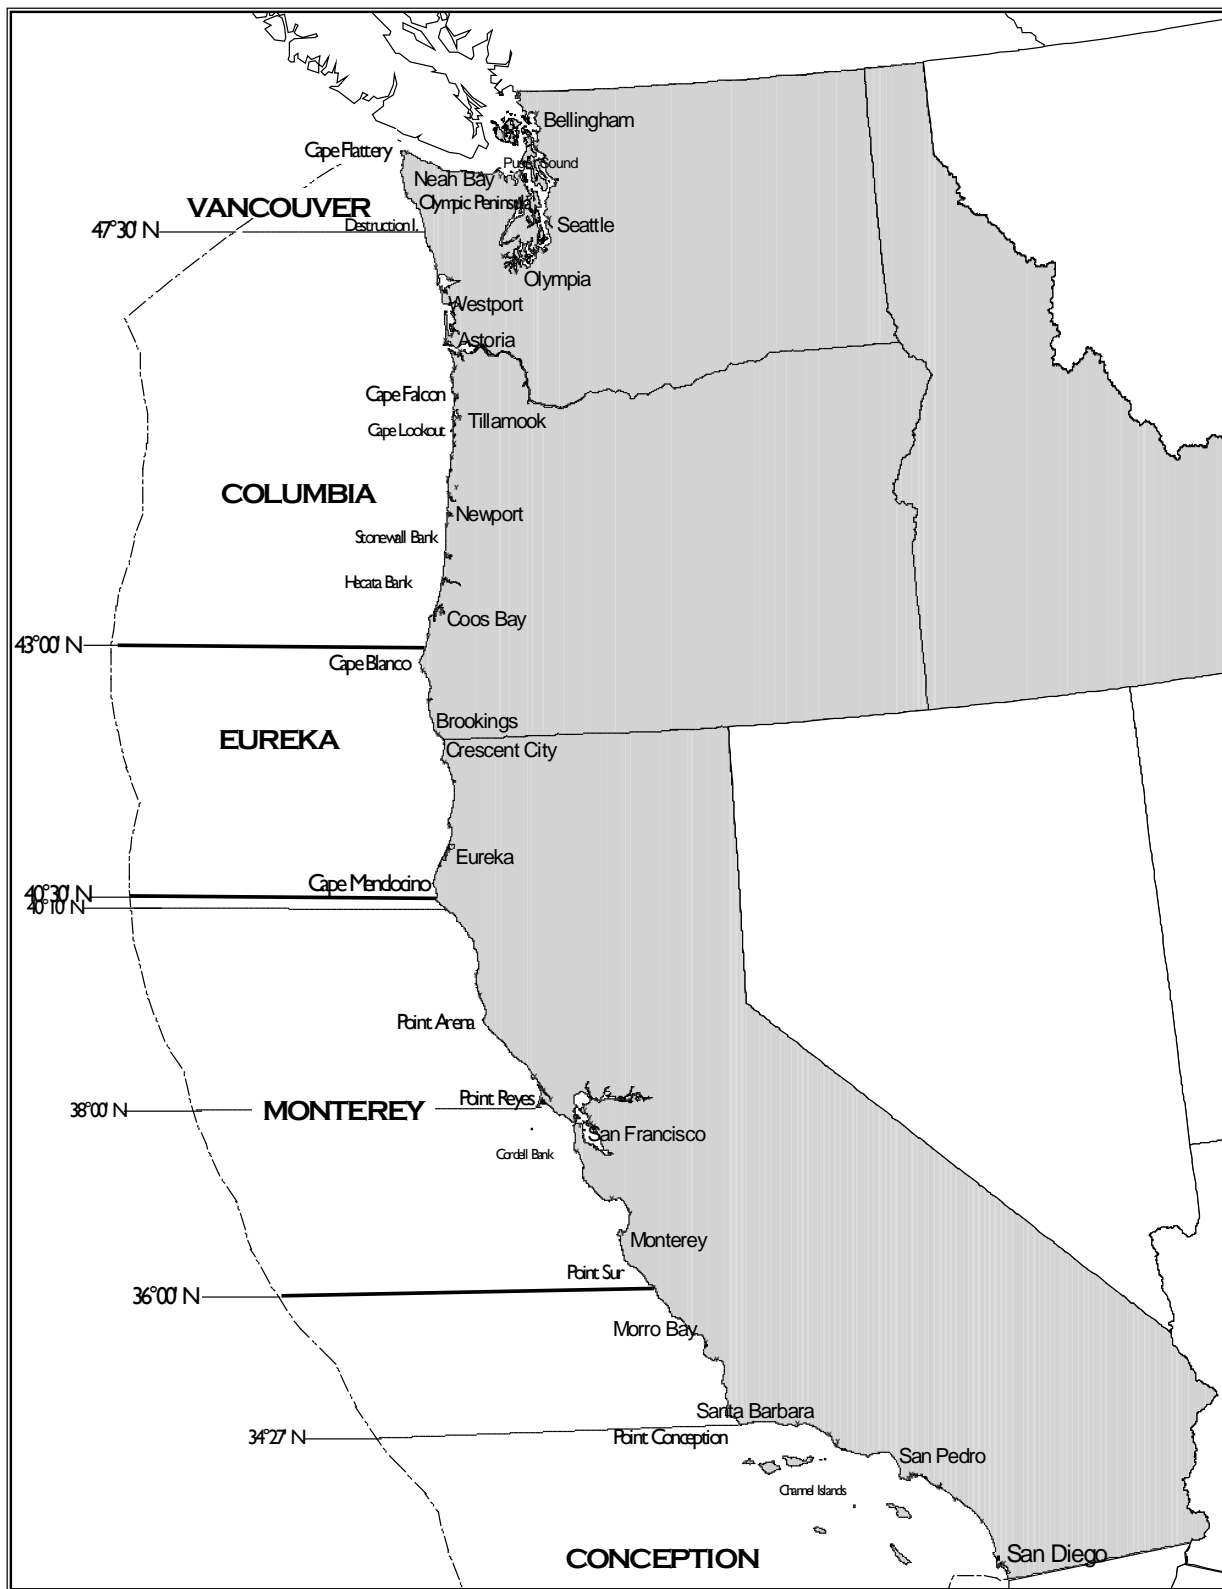 Bellingham
Cape Flattery
Puget Sound
Neah Bay
VANCOUVER
Olympic Peninsula
47°30' N
Destruction I.
Seattle
Olympia
Westport
Astoria
Cape Falcon
Tillamook
Cape Lookout
COLUMBIA
Newport
Stonewall Bank
Hecata Bank
Coos Bay
43°00' N
Cape Blanco
Brookings
EUREKA
Crescent City
Eureka
Cape Mendocino
40°30' N
40°10' N
Point Arena
Point Reyes
38°00' N
MONTEREY
San Francisco
Cordell Bank
Monterey
Point Sur
36°00' N
Morro Bay
Santa Barbara
34°27' N
Point Conception
San Pedro
Channel Islands
CONCEPTION
San Diego